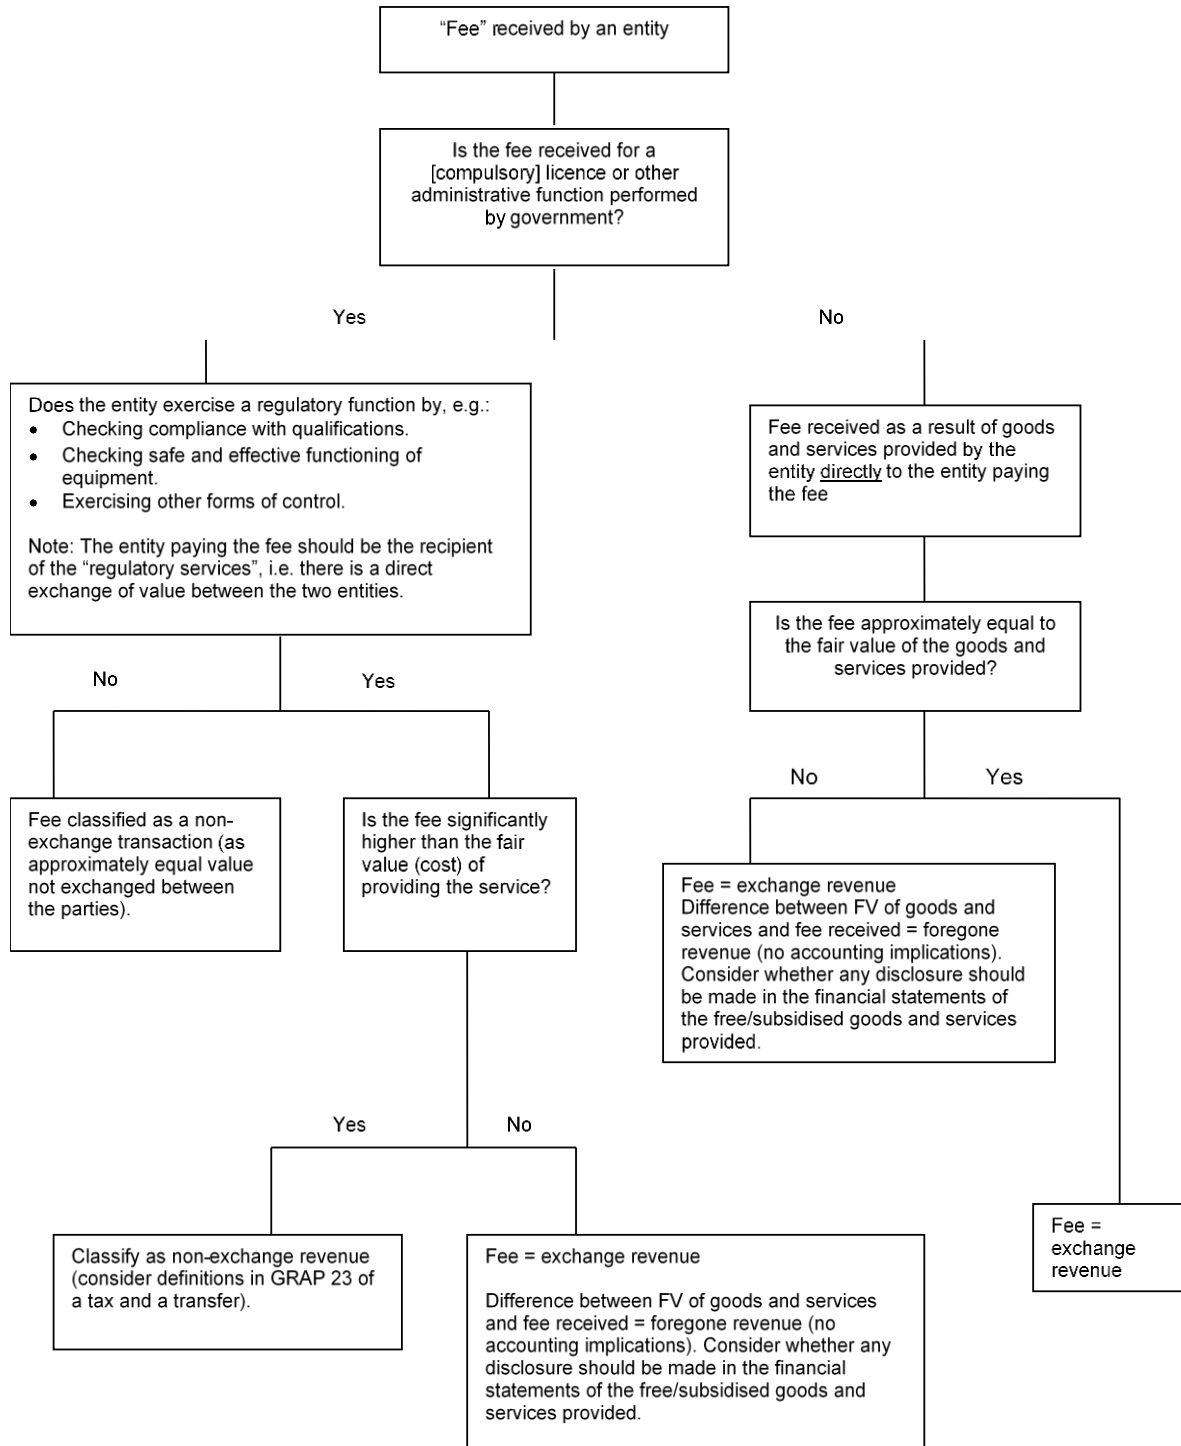 “Fee” received by an entity
Is the fee received for a
[compulsory] licence or other
administrative function performed
by government?
Yes
No
Does the entity exercise a regulatory function by, e.g.:
• Checking compliance with qualifications.
• Checking safe and effective functioning of
equipment.
• Exercising other forms of control.
Note: The entity paying the fee should be the recipient
of the “regulatory services”, i.e. there is a direct
exchange of value between the two entities.
Fee received as a result of goods
and services provided by the
entity directly to the entity paying
the fee
Is the fee approximately equal to
the fair value of the goods and
services provided?
No
Yes
No
Yes
Fee classified as a non-
exchange transaction (as
approximately equal value
not exchanged between
the parties).
Is the fee significantly
higher than the fair
value (cost) of
providing the service?
Fee = exchange revenue
Difference between FV of goods and
services and fee received = foregone
revenue (no accounting implications).
Consider whether any disclosure should
be made in the financial statements of
the free/subsidised goods and services
provided.
Yes
No
Classify as non-exchange revenue
(consider definitions in GRAP 23 of
a tax and a transfer).
Fee = exchange revenue
Difference between FV of goods and services
and fee received = foregone revenue (no
accounting implications). Consider whether any
disclosure should be made in the financial
statements of the free/subsidised goods and
services provided.
Fee =
exchange
revenue